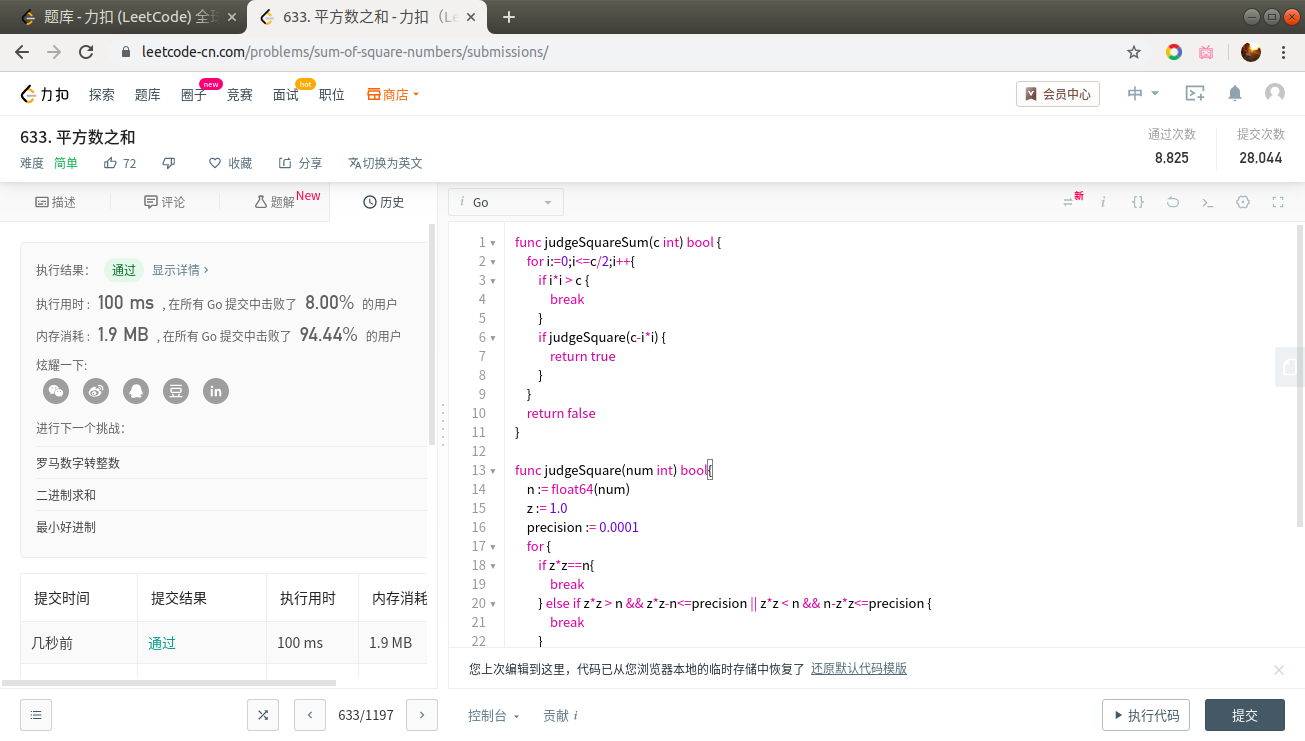 题库 - 力扣 (LeetCode) 全球
633. 平方数之和 - 力扣（Le
leetcode-cn.com/problems/sum-of-square-numbers/submissions/
力扣 探索 题库 圈子 new 竞赛 面试 hot 职位 商店 会员中心 中
633. 平方数之和
通过次数 提交次数
8,825 28,044
难度 简单 72 收藏 分享 切换为英文
描述 评论 题解 New 历史
i Go
新
执行结果： 通过 显示详情 ›
执行用时 : 100 ms , 在所有 Go 提交中击败了 8.00% 的用户
内存消耗 : 1.9 MB , 在所有 Go 提交中击败了 94.44% 的用户
炫耀一下:
豆 in
进行下一个挑战：
罗马数字转整数
二进制求和
最小好进制
提交时间 提交结果 执行用时 内存消耗
几秒前 通过 100 ms 1.9 MB
1 func judgeSquareSum(c int) bool {
2 for i:=0;i<=c/2;i++{
3 if i*i > c {
4 break
5 }
6 if judgeSquare(c-i*i) {
7 return true
8 }
9 }
10 return false
11 }
12
13 func judgeSquare(num int) bool{
14 n := float64(num)
15 z := 1.0
16 precision := 0.0001
17 for {
18 if z*z==n{
19 break
20 } else if z*z > n && z*z-n<=precision || z*z < n && n-z*z<=precision {
21 break
22 }
您上次编辑到这里，代码已从您浏览器本地的临时存储中恢复了 还原默认代码模版
633/1197
控制台 贡献 i
执行代码 提交